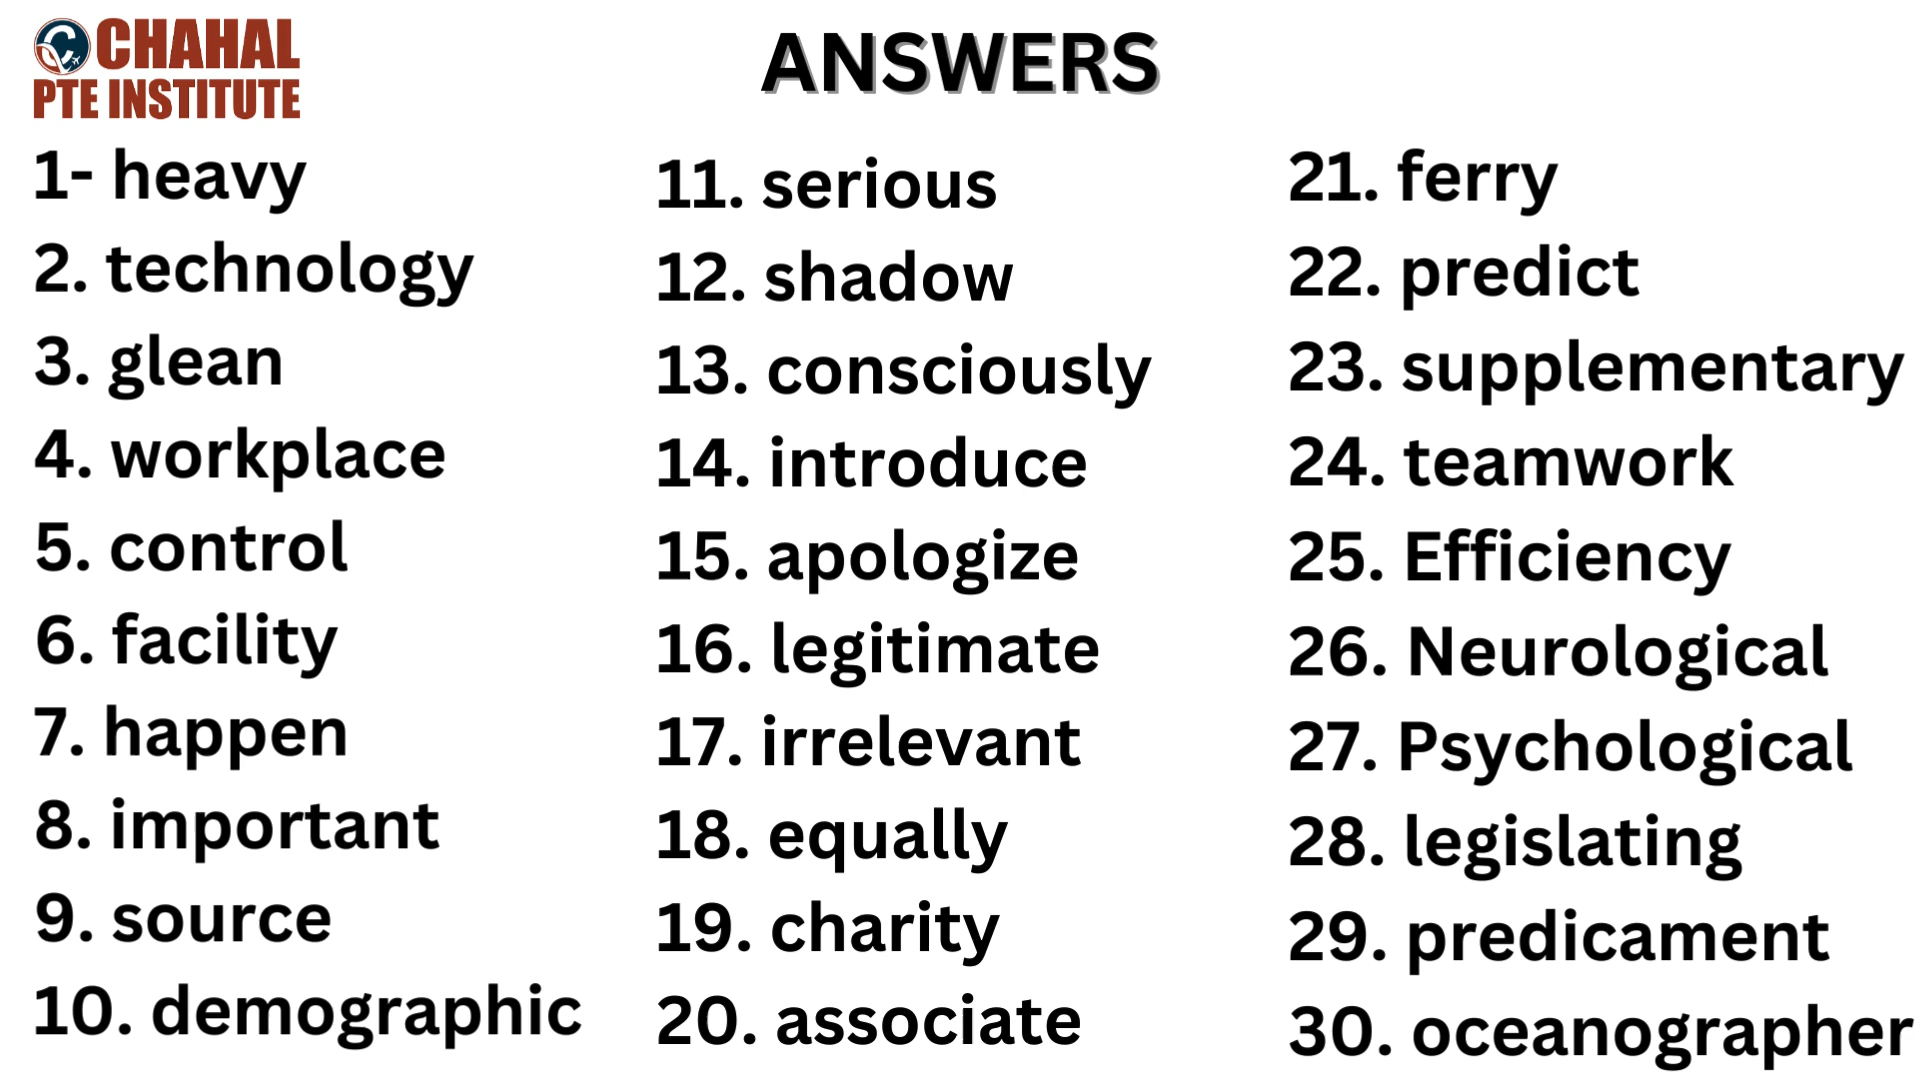 CHAHAL
PTE INSTITUTE
ANSWERS
1- heavy
2. technology
3. glean
4. workplace
5. control
6. facility
7. happen
8. important
9. source
10. demographic
11. serious
12. shadow
13. consciously
14. introduce
15. apologize
16. legitimate
17. irrelevant
18. equally
19. charity
20. associate
21. ferry
22. predict
23. supplementary
24. teamwork
25. Efficiency
26. Neurological
27. Psychological
28. legislating
29. predicament
30. oceanographer